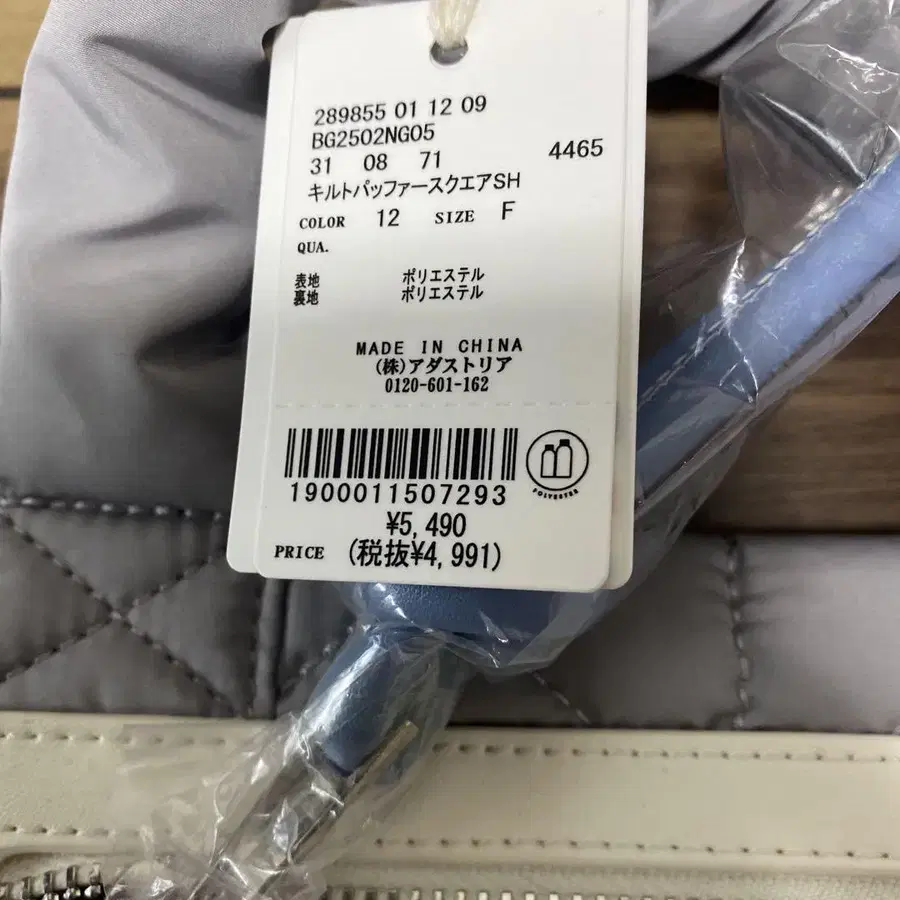 289855 01 12 09
BG2502NG05
31 08 71 4465
キルトパッファースクエアSH
COLOR 12 SIZE F
QUA.
表地 ポリエステル
裏地 ポリエステル
MADE IN CHINA
(株)アダストリア
0120-601-162
1900011507293
POLYESTER
¥5,490
PRICE (税抜¥4,991)